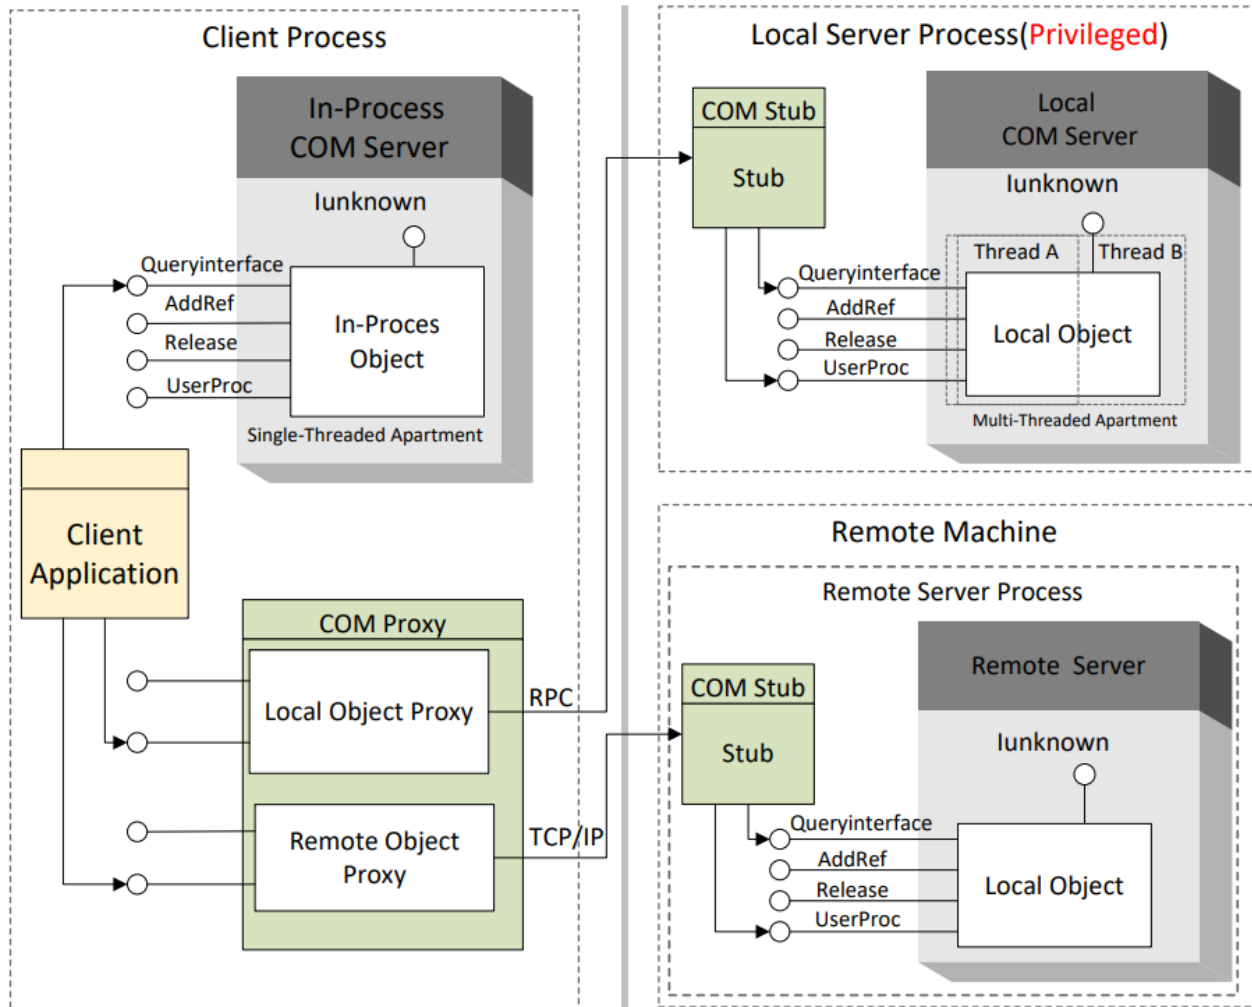 Client Process
In-Process
COM Server
Iunknown
Queryinterface
AddRef
Release
UserProc
In-Proces
Object
Single-Threaded Apartment
Client
Application
COM Proxy
Local Object Proxy
RPC
Remote Object
Proxy
TCP/IP
Local Server Process(Privileged)
COM Stub
Stub
Local
COM Server
Iunknown
Thread A
Thread B
Queryinterface
AddRef
Release
UserProc
Local Object
Multi-Threaded Apartment
Remote Machine
Remote Server Process
COM Stub
Stub
Remote Server
Iunknown
Queryinterface
AddRef
Release
UserProc
Local Object